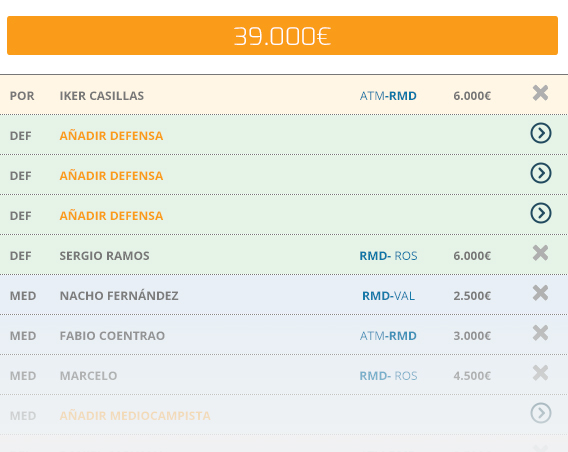 39.000€
POR IKER CASILLAS ATM-RMD 6.000€
DEF AÑADIR DEFENSA
DEF AÑADIR DEFENSA
DEF AÑADIR DEFENSA
DEF SERGIO RAMOS RMD- ROS 6.000€
MED NACHO FERNÁNDEZ RMD-VAL 2.500€
MED FABIO COENTRAO ATM-RMD 3.000€
MED MARCELO RMD- ROS 4.500€
MED AÑADIR MEDIOCAMPISTA